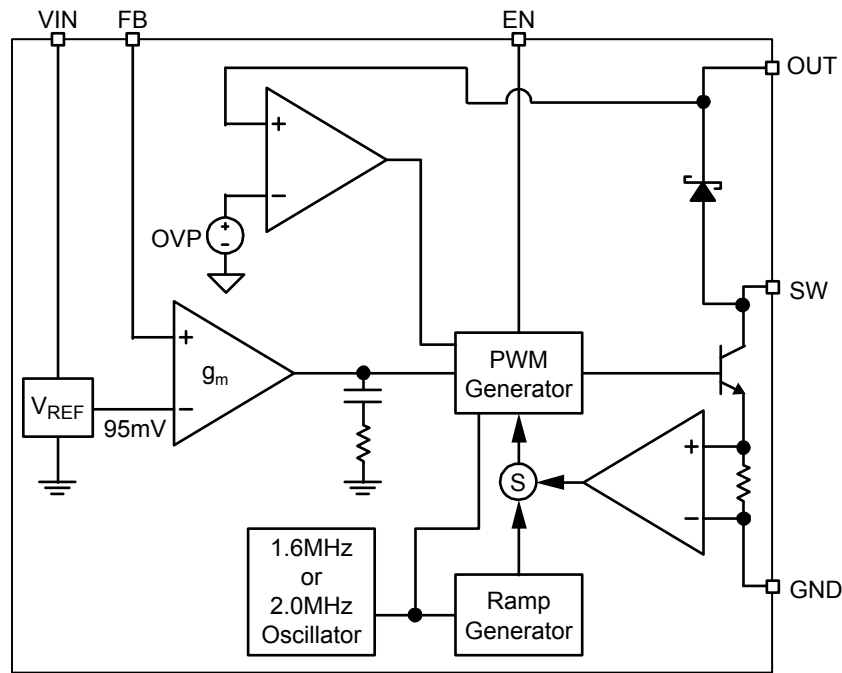 VIN
FB
EN
OUT
+
−
OVP
+
−
SW
+
gm
−
VREF
95mV
PWM
Generator
+
−
S
1.6MHz
or
2.0MHz
Oscillator
Ramp
Generator
GND